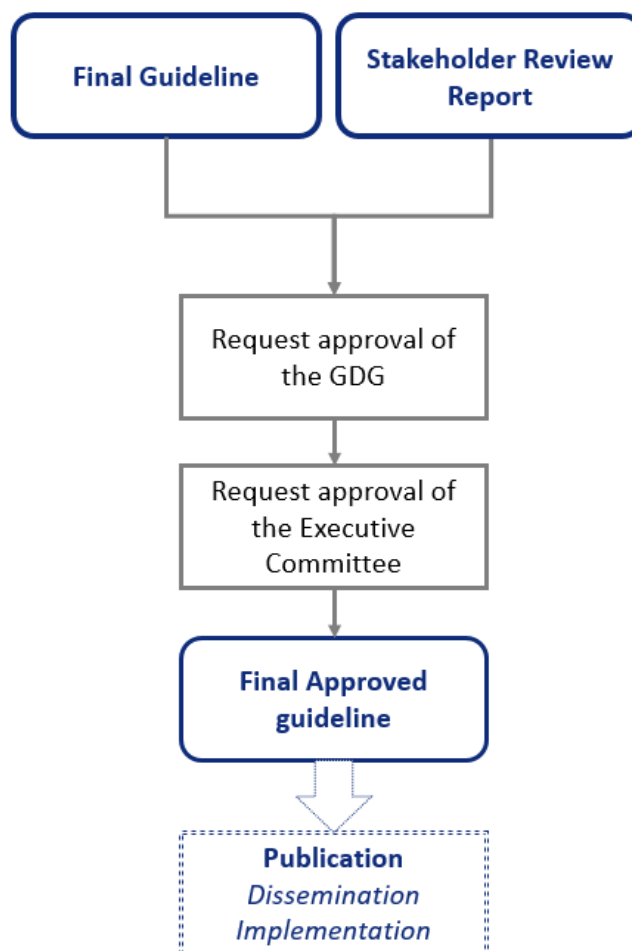 Final Guideline
Stakeholder Review
Report
Request approval of
the GDG
Request approval of
the Executive
Committee
Final Approved
guideline
Publication
Dissemination
Implementation